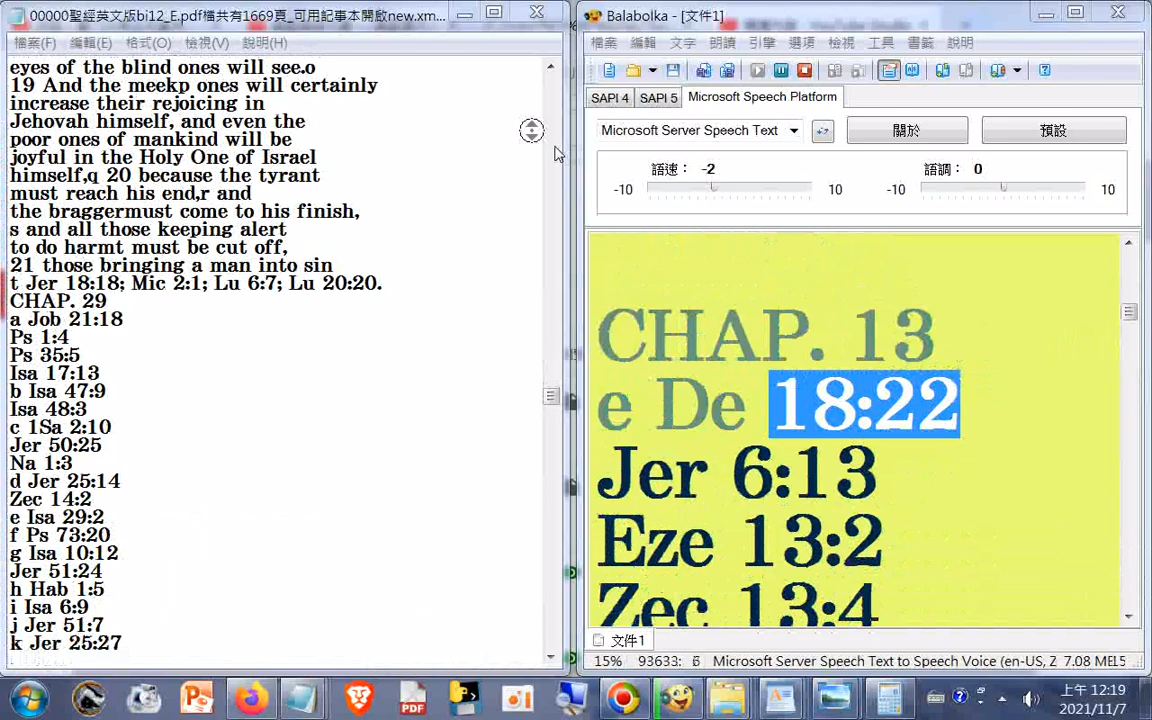 00000聖經英文版bi12_E.pdf檔共有1669頁_可用記事本開啟new.xm...
檔案(F) 編輯(E) 格式(O) 檢視(V) 說明(H)
eyes of the blind ones will see.o
19 And the meekp ones will certainly
increase their rejoicing in
Jehovah himself, and even the
poor ones of mankind will be
joyful in the Holy One of Israel
himself,q 20 because the tyrant
must reach his end,r and
the braggermust come to his finish,
s and all those keeping alert
to do harmt must be cut off,
21 those bringing a man into sin
t Jer 18:18; Mic 2:1; Lu 6:7; Lu 20:20.
CHAP. 29
a Job 21:18
Ps 1:4
Ps 35:5
Isa 17:13
b Isa 47:9
Isa 48:3
c 1Sa 2:10
Jer 50:25
Na 1:3
d Jer 25:14
Zec 14:2
e Isa 29:2
f Ps 73:20
g Isa 10:12
Jer 51:24
h Hab 1:5
i Isa 6:9
j Jer 51:7
k Jer 25:27
Balabolka - [文件1]
檔案 編輯 文字 朗讀 引擎 選項 檢視 工具 書籤 說明
SAPI 4 SAPI 5 Microsoft Speech Platform
Microsoft Server Speech Text 關於 預設
語速: -2 語調: 0
-10 10 -10 10
CHAP. 13
e De 18:22
Jer 6:13
Eze 13:2
Zec 13:4
文件1
15% 93633: Microsoft Server Speech Text to Speech Voice (en-US, Z 7.08 MEL5
PDF
上午 12:19
2021/11/7